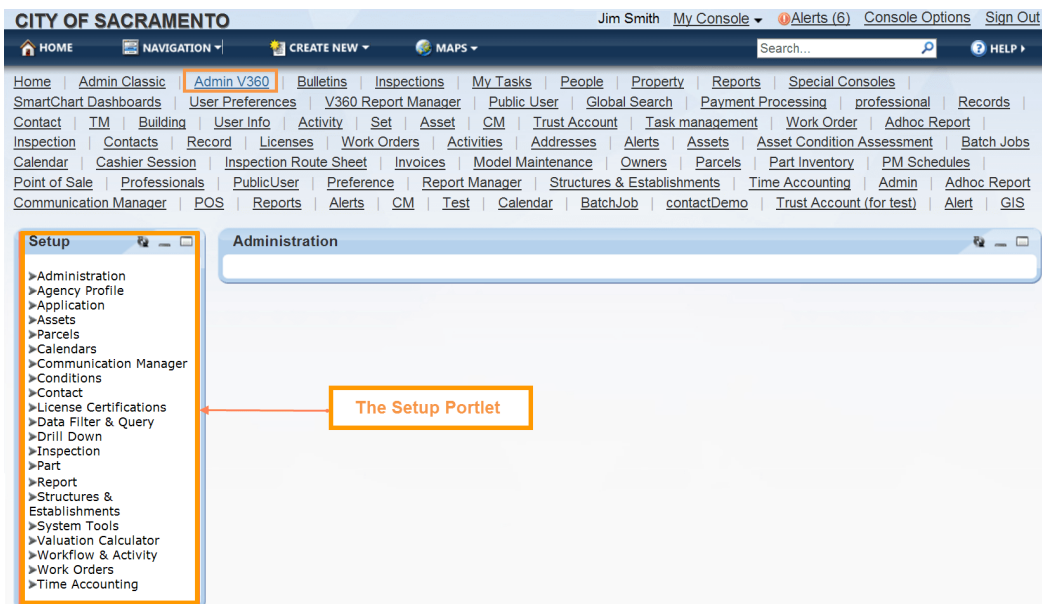 CITY OF SACRAMENTO Jim Smith My Console Alerts (6) Console Options Sign Out
HOME NAVIGATION CREATE NEW MAPS Search... HELP
Home | Admin Classic | Admin V360 | Bulletins | Inspections | My Tasks | People | Property | Reports | Special Consoles |
SmartChart Dashboards | User Preferences | V360 Report Manager | Public User | Global Search | Payment Processing | professional | Records |
Contact | TM | Building | User Info | Activity | Set | Asset | CM | Trust Account | Task management | Work Order | Adhoc Report |
Inspection | Contacts | Record | Licenses | Work Orders | Activities | Addresses | Alerts | Assets | Asset Condition Assessment | Batch Jobs
Calendar | Cashier Session | Inspection Route Sheet | Invoices | Model Maintenance | Owners | Parcels | Part Inventory | PM Schedules |
Point of Sale | Professionals | PublicUser | Preference | Report Manager | Structures & Establishments | Time Accounting | Admin | Adhoc Report
Communication Manager | POS | Reports | Alerts | CM | Test | Calendar | BatchJob | contactDemo | Trust Account (for test) | Alert | GIS
Setup
Administration
Agency Profile
Application
Assets
Parcels
Calendars
Communication Manager
Conditions
Contact
License Certifications
Data Filter & Query
Drill Down
Inspection
Part
Report
Structures &
Establishments
System Tools
Valuation Calculator
Workflow & Activity
Work Orders
Time Accounting
Administration
The Setup Portlet